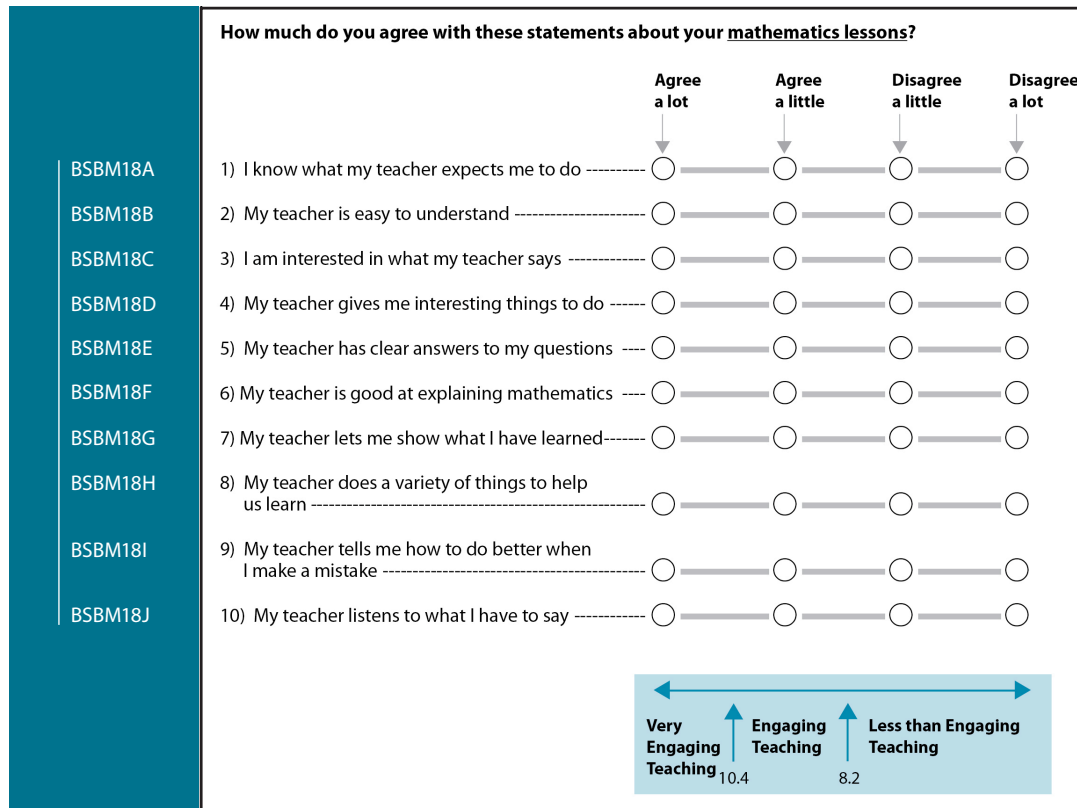 How much do you agree with these statements about your mathematics lessons?
Agree a lot
Agree a little
Disagree a little
Disagree a lot
BSBM18A 1) I know what my teacher expects me to do ----------
BSBM18B 2) My teacher is easy to understand ----------------------
BSBM18C 3) I am interested in what my teacher says -------------
BSBM18D 4) My teacher gives me interesting things to do ------
BSBM18E 5) My teacher has clear answers to my questions ----
BSBM18F 6) My teacher is good at explaining mathematics ----
BSBM18G 7) My teacher lets me show what I have learned-------
BSBM18H 8) My teacher does a variety of things to help
us learn --------------------------------------------------------
BSBM18I 9) My teacher tells me how to do better when
I make a mistake --------------------------------------------
BSBM18J 10) My teacher listens to what I have to say ------------
Very Engaging Teaching
10.4
Engaging Teaching
8.2
Less than Engaging Teaching